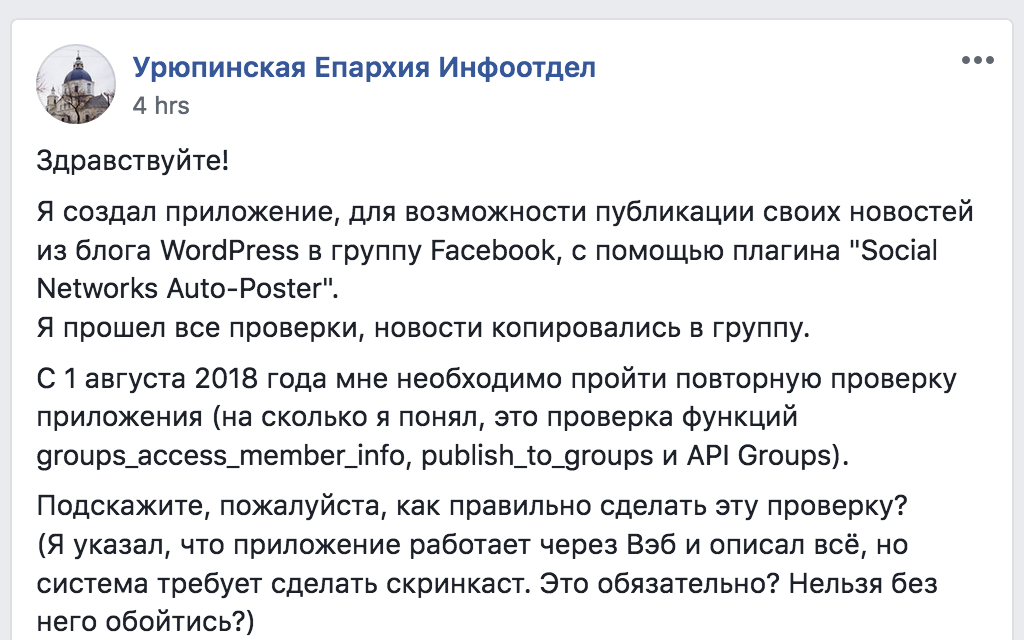 Урюпинская Епархия Инфоотдел
4 hrs
Здравствуйте!
Я создал приложение, для возможности публикации своих новостей
из блога WordPress в группу Facebook, с помощью плагина "Social
Networks Auto-Poster".
Я прошел все проверки, новости копировались в группу.
С 1 августа 2018 года мне необходимо пройти повторную проверку
приложения (на сколько я понял, это проверка функций
groups_access_member_info, publish_to_groups и API Groups).
Подскажите, пожалуйста, как правильно сделать эту проверку?
(Я указал, что приложение работает через Вэб и описал всё, но
система требует сделать скринкаст. Это обязательно? Нельзя без
него обойтись?)